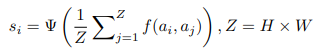 s_i = Ψ ( 1/Z ∑_{j=1}^{Z} f(a_i, a_j) ) , Z = H × W